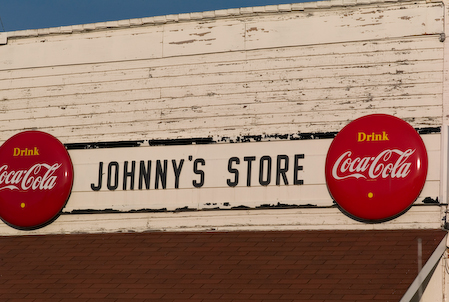 Drink
Coca-Cola
JOHNNY'S STORE
Drink
Coca-Cola